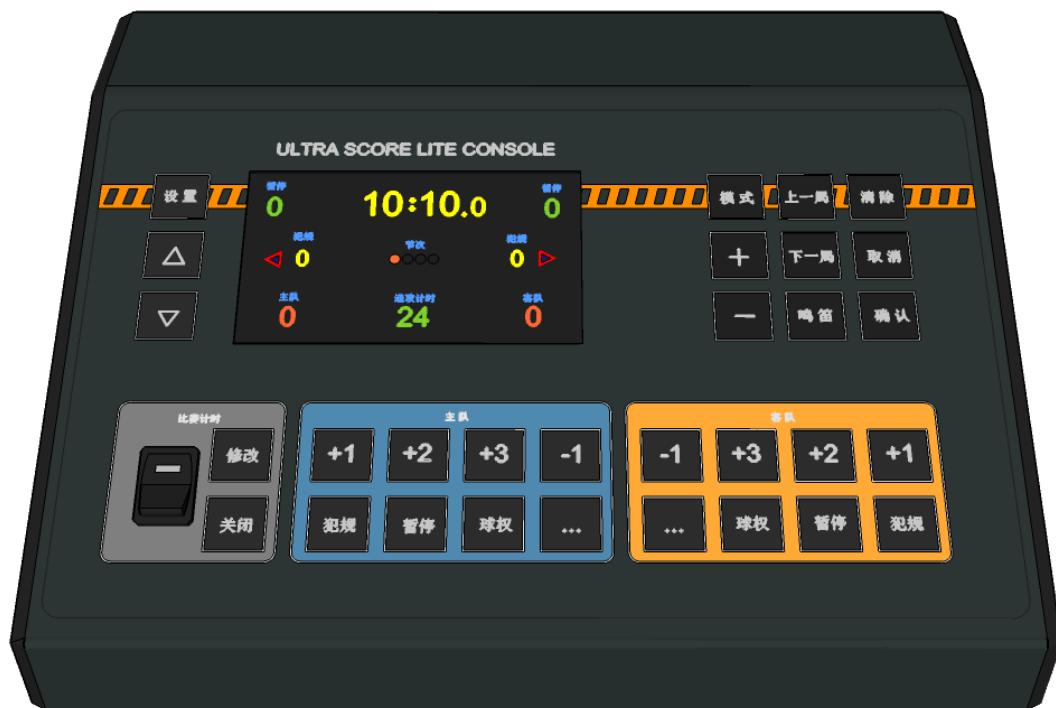 ULTRA SCORE LITE CONSOLE
设置
暂停
0
10:10.0
暂停
0
犯规
0
节次
犯规
0
主队
0
进攻计时
24
客队
0
模式
上一局
清除
+
下一局
取消
-
鸣笛
确认
比赛计时
修改
关闭
主队
+1
+2
+3
-1
犯规
暂停
球权
...
客队
-1
+3
+2
+1
...
球权
暂停
犯规